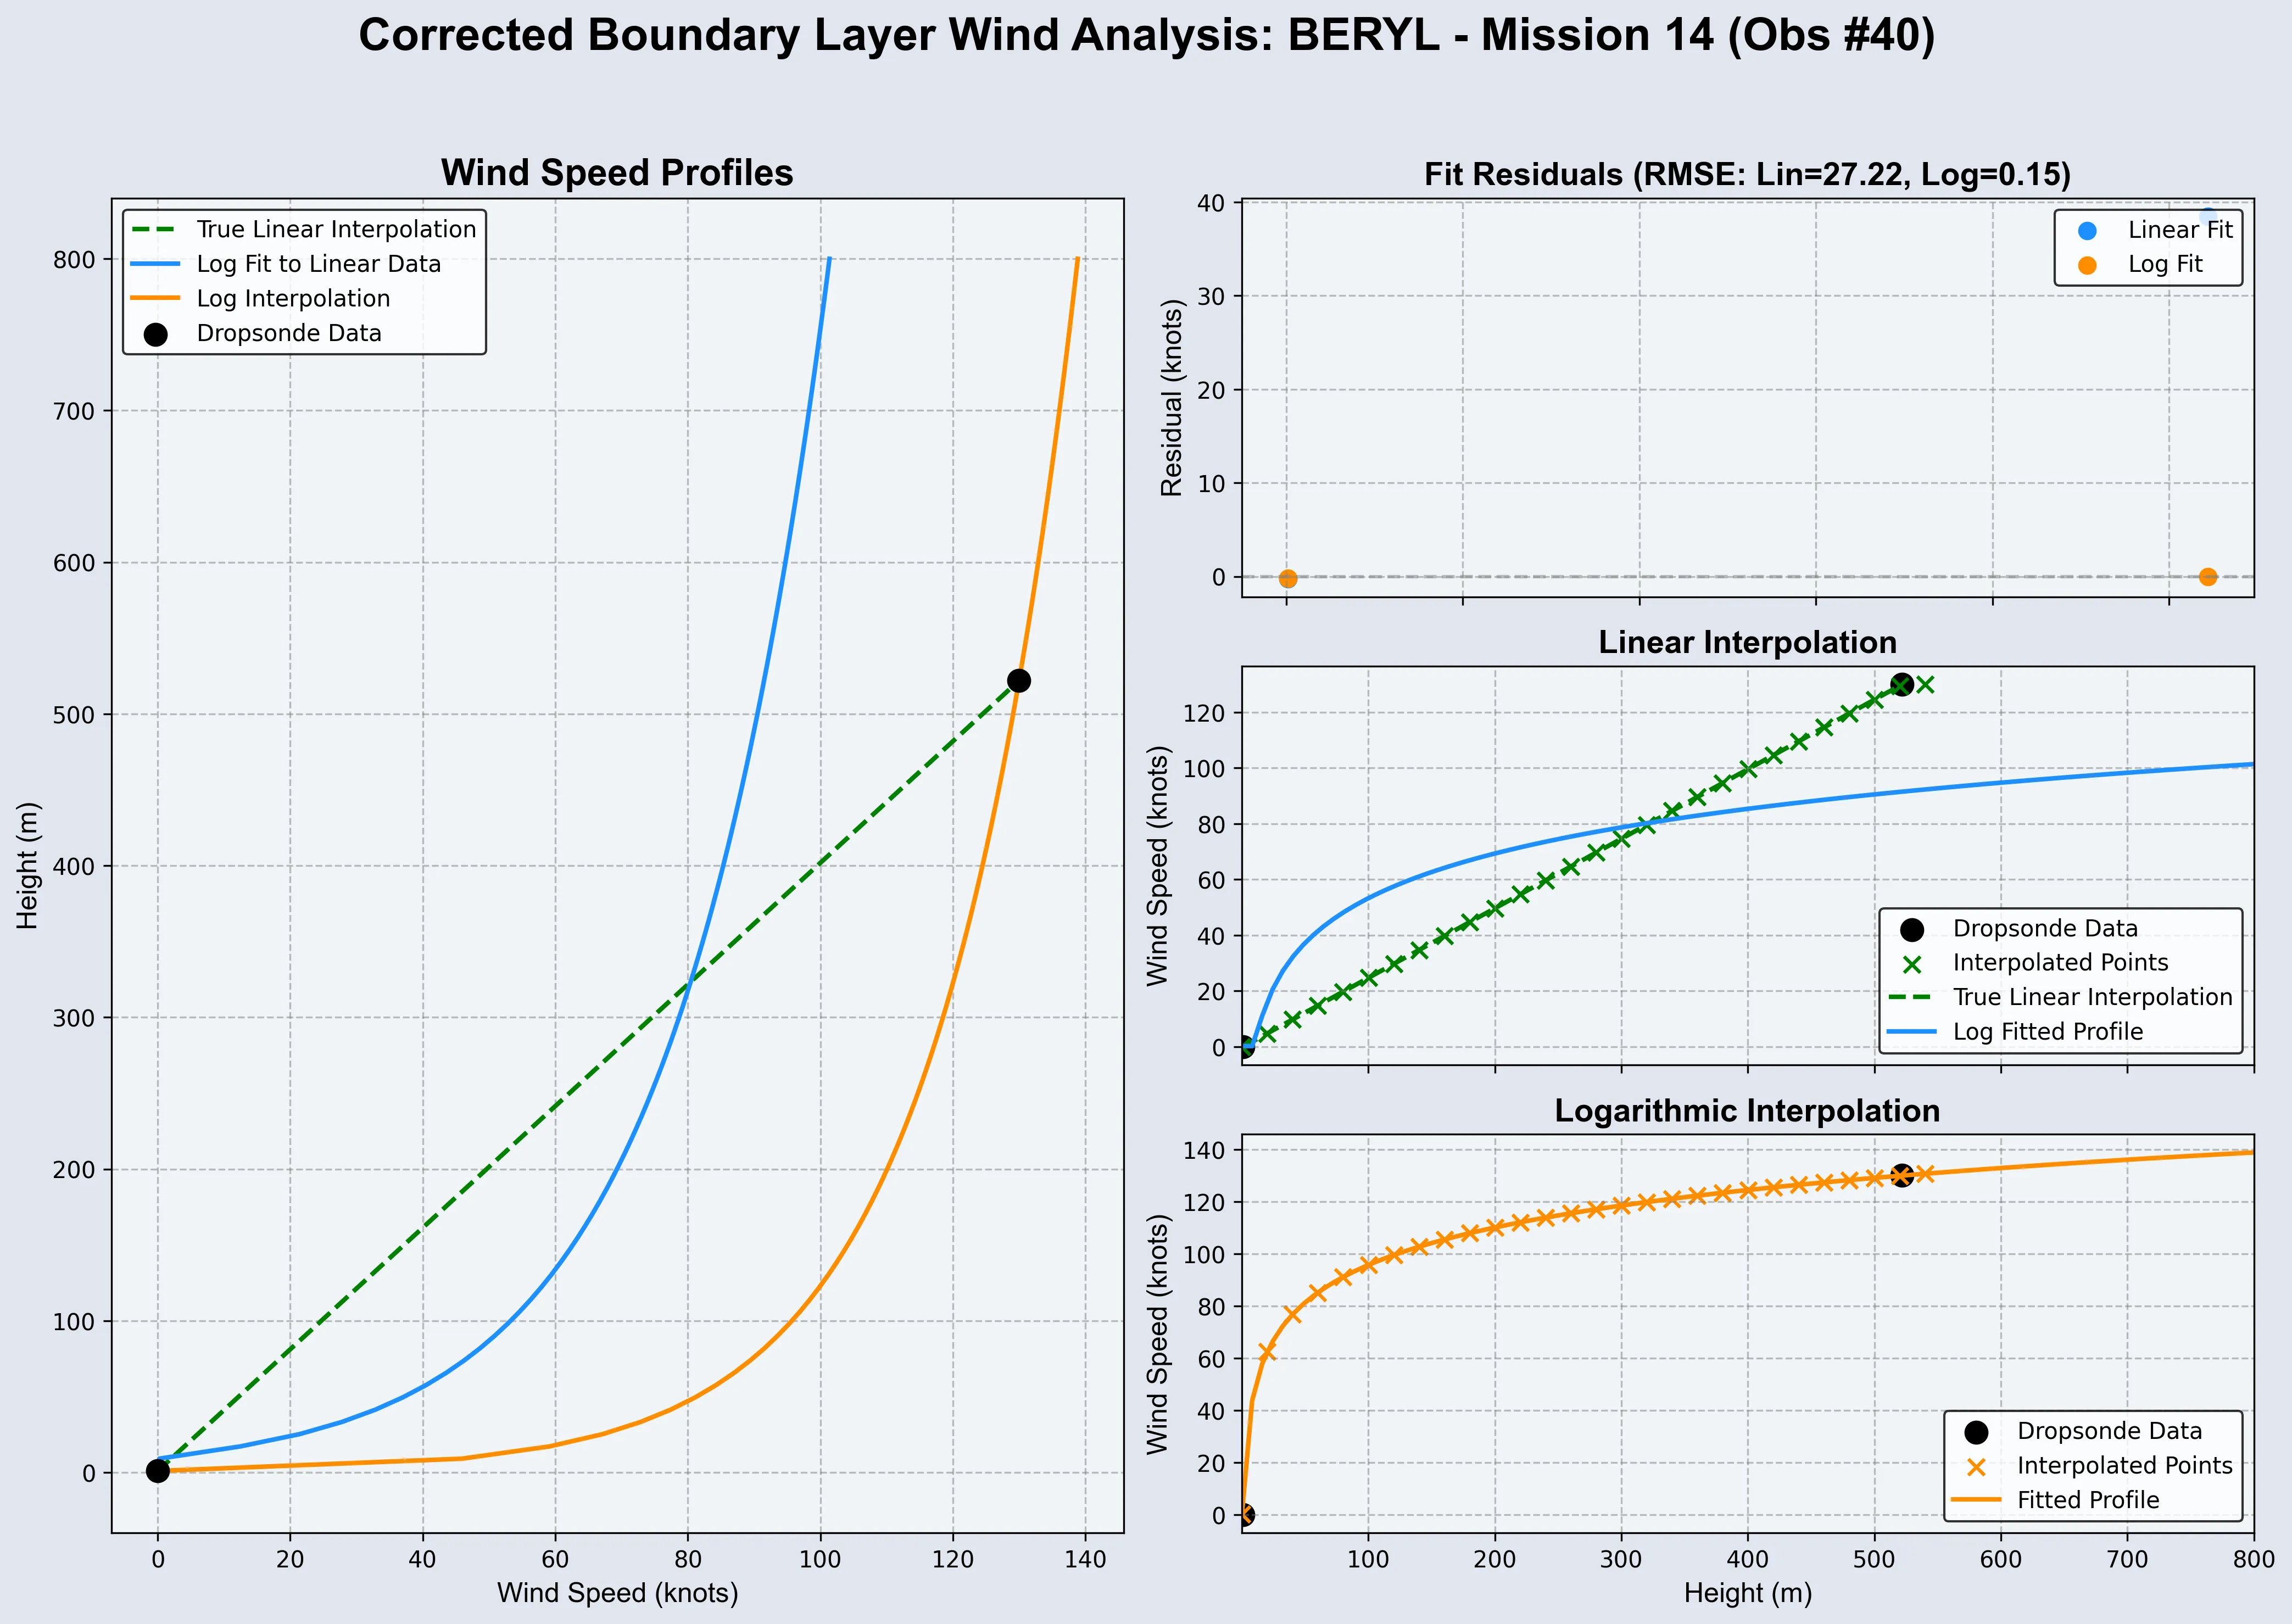 Corrected Boundary Layer Wind Analysis: BERYL - Mission 14 (Obs #40)
Wind Speed Profiles
True Linear Interpolation
Log Fit to Linear Data
Log Interpolation
Dropsonde Data
800
700
600
500
400
300
200
100
0
Height (m)
0 20 40 60 80 100 120 140
Wind Speed (knots)
Fit Residuals (RMSE: Lin=27.22, Log=0.15)
Linear Fit
Log Fit
40
30
20
10
0
Residual (knots)
Linear Interpolation
120
100
80
60
40
20
0
Wind Speed (knots)
Dropsonde Data
Interpolated Points
True Linear Interpolation
Log Fitted Profile
Logarithmic Interpolation
140
120
100
80
60
40
20
0
Wind Speed (knots)
Dropsonde Data
Interpolated Points
Fitted Profile
100 200 300 400 500 600 700 800
Height (m)